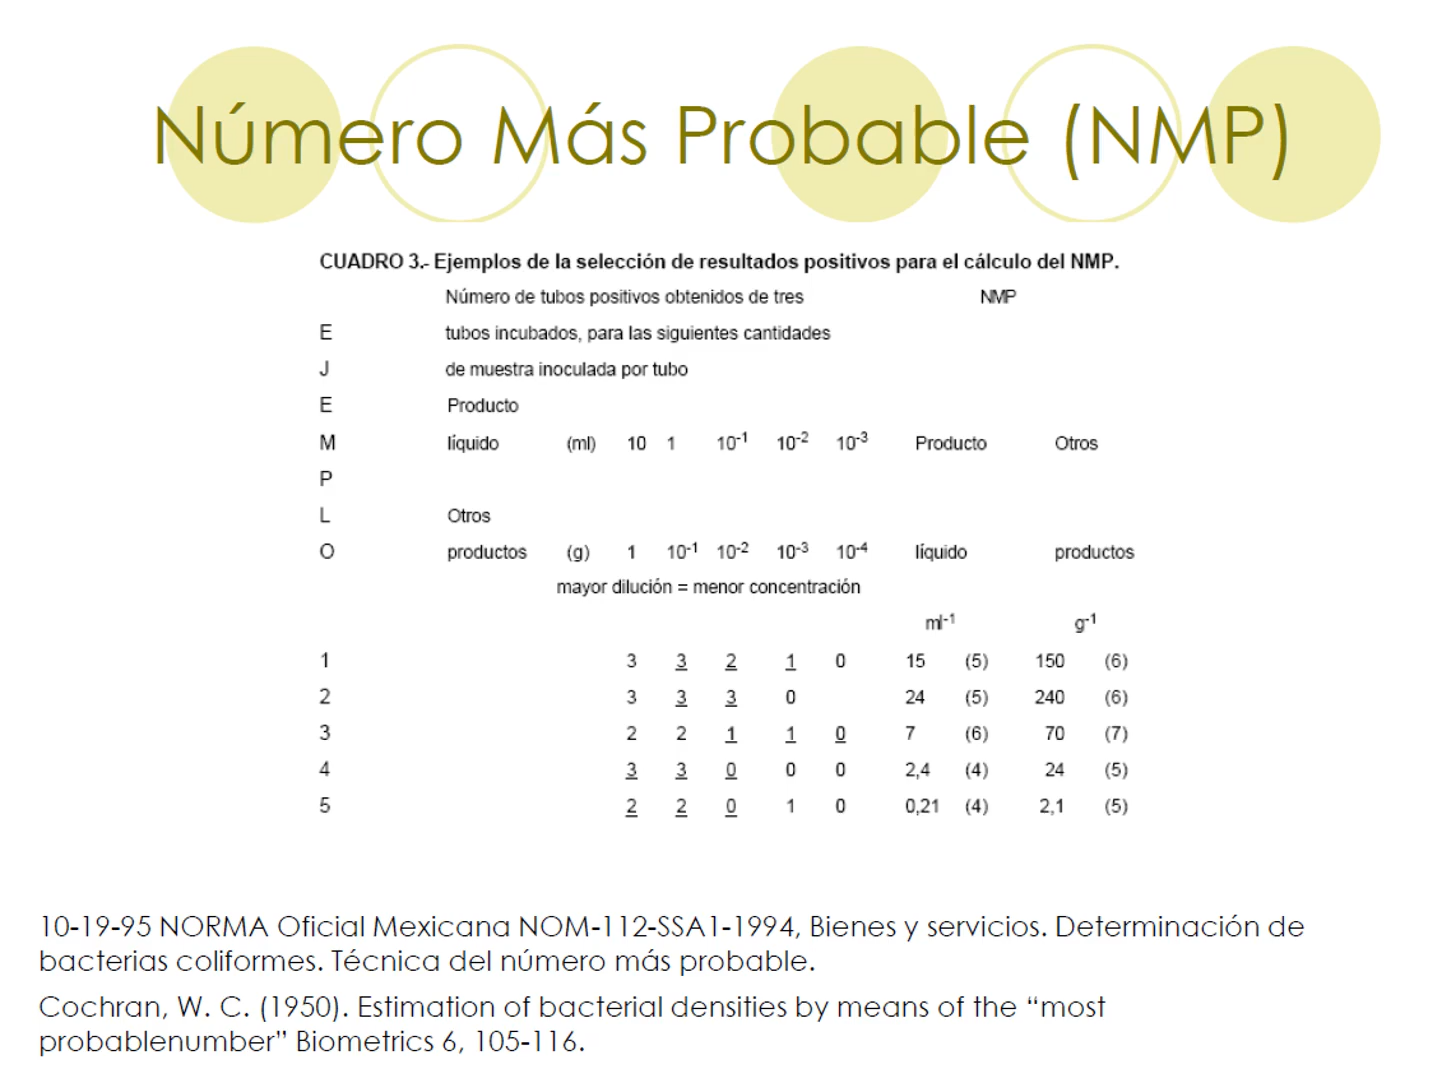 Número Más Probable (NMP)
CUADRO 3.- Ejemplos de la selección de resultados positivos para el cálculo del NMP.
Número de tubos positivos obtenidos de tres NMP
E tubos incubados, para las siguientes cantidades
J de muestra inoculada por tubo
E Producto
M líquido (ml) 10 1 10⁻¹ 10⁻² 10⁻³ Producto Otros
P
L Otros
O productos (g) 1 10⁻¹ 10⁻² 10⁻³ 10⁻⁴ líquido productos
mayor dilución = menor concentración
ml⁻¹ g⁻¹
1 3 3 2 1 0 15 (5) 150 (6)
2 3 3 3 0 24 (5) 240 (6)
3 2 2 1 1 0 7 (6) 70 (7)
4 3 3 0 0 0 2,4 (4) 24 (5)
5 2 2 0 1 0 0,21 (4) 2,1 (5)
10-19-95 NORMA Oficial Mexicana NOM-112-SSA1-1994, Bienes y servicios. Determinación de
bacterias coliformes. Técnica del número más probable.
Cochran, W. C. (1950). Estimation of bacterial densities by means of the “most
probablenumber” Biometrics 6, 105-116.